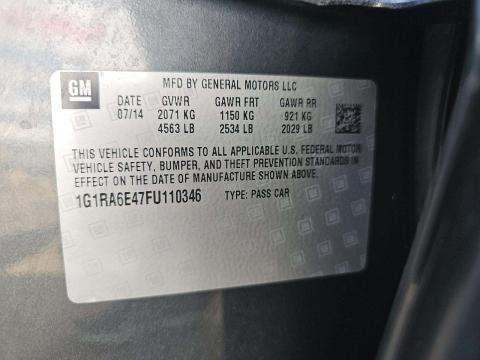 GM
MFD BY GENERAL MOTORS LLC
DATE GVWR GAWR FRT GAWR RR
07/14 2071 KG 1150 KG 921 KG
4563 LB 2534 LB 2029 LB
THIS VEHICLE CONFORMS TO ALL APPLICABLE U.S. FEDERAL MOTOR
VEHICLE SAFETY, BUMPER, AND THEFT PREVENTION STANDARDS IN
EFFECT ON THE DATE OF MANUFACTURE SHOWN ABOVE.
1G1RA6E47FU110346 TYPE: PASS CAR